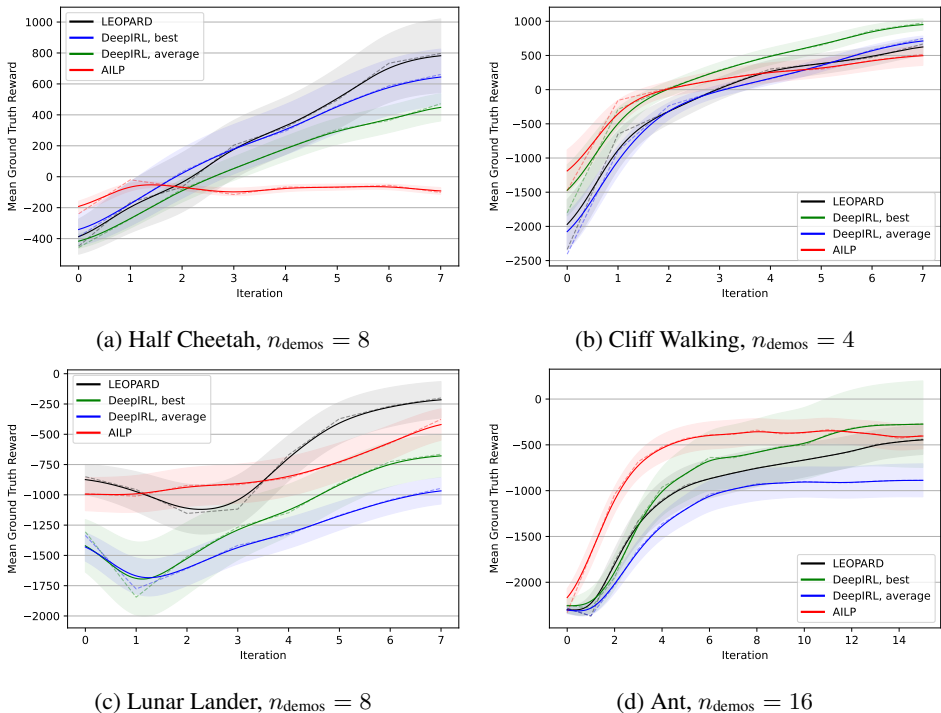 LEOPARD
DeepIRL, best
DeepIRL, average
AILP
Mean Ground Truth Reward
1000
800
600
400
200
0
−200
−400
0 1 2 3 4 5 6 7
Iteration
(a) Half Cheetah, n_demos = 8
LEOPARD
DeepIRL, best
DeepIRL, average
AILP
Mean Ground Truth Reward
1000
500
0
−500
−1000
−1500
−2000
−2500
0 1 2 3 4 5 6 7
Iteration
(b) Cliff Walking, n_demos = 4
LEOPARD
DeepIRL, best
DeepIRL, average
AILP
Mean Ground Truth Reward
0
−250
−500
−750
−1000
−1250
−1500
−1750
−2000
0 1 2 3 4 5 6 7
Iteration
(c) Lunar Lander, n_demos = 8
LEOPARD
DeepIRL, best
DeepIRL, average
AILP
Mean Ground Truth Reward
0
−500
−1000
−1500
−2000
0 2 4 6 8 10 12 14
Iteration
(d) Ant, n_demos = 16